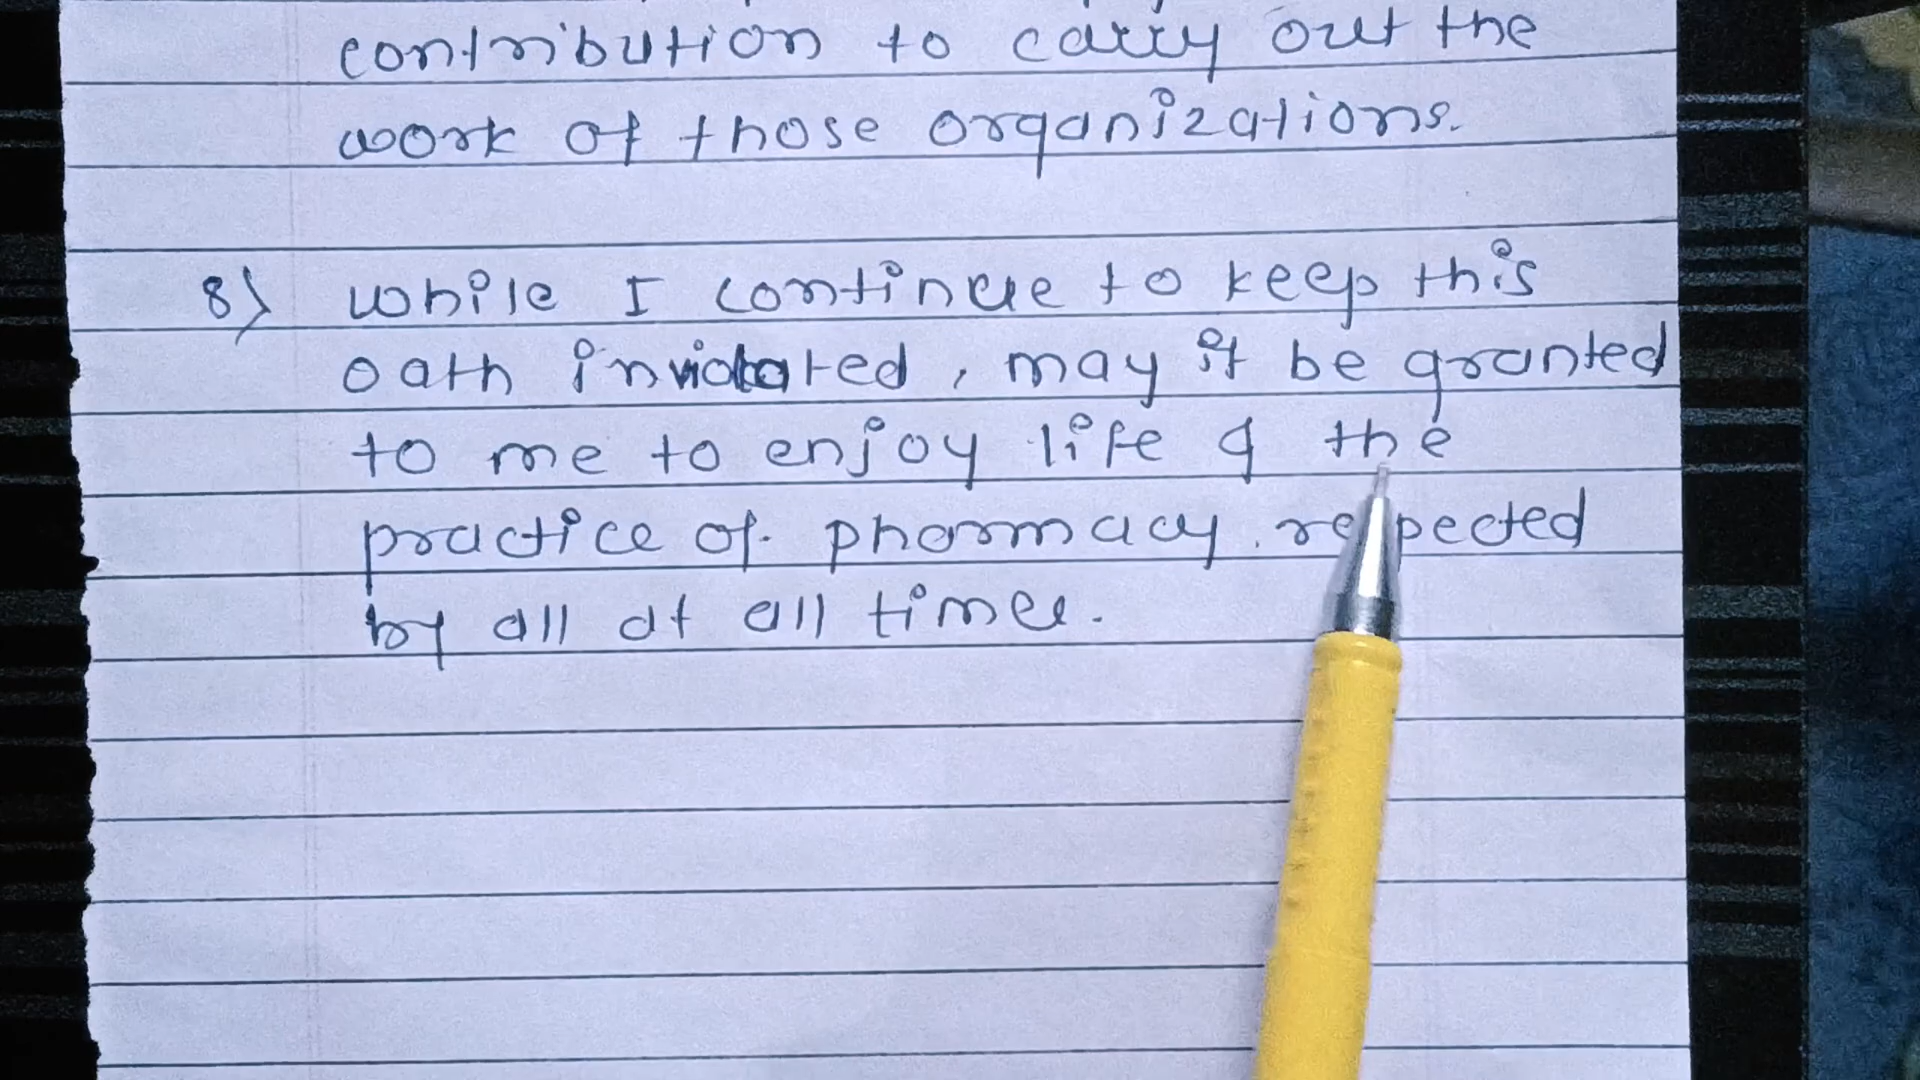 contribution to carry out the
work of those organizations.
8) while I continue to keep this
oath inviolated, may it be granted
to me to enjoy life & the
practice of pharmacy. respected
by all at all times.